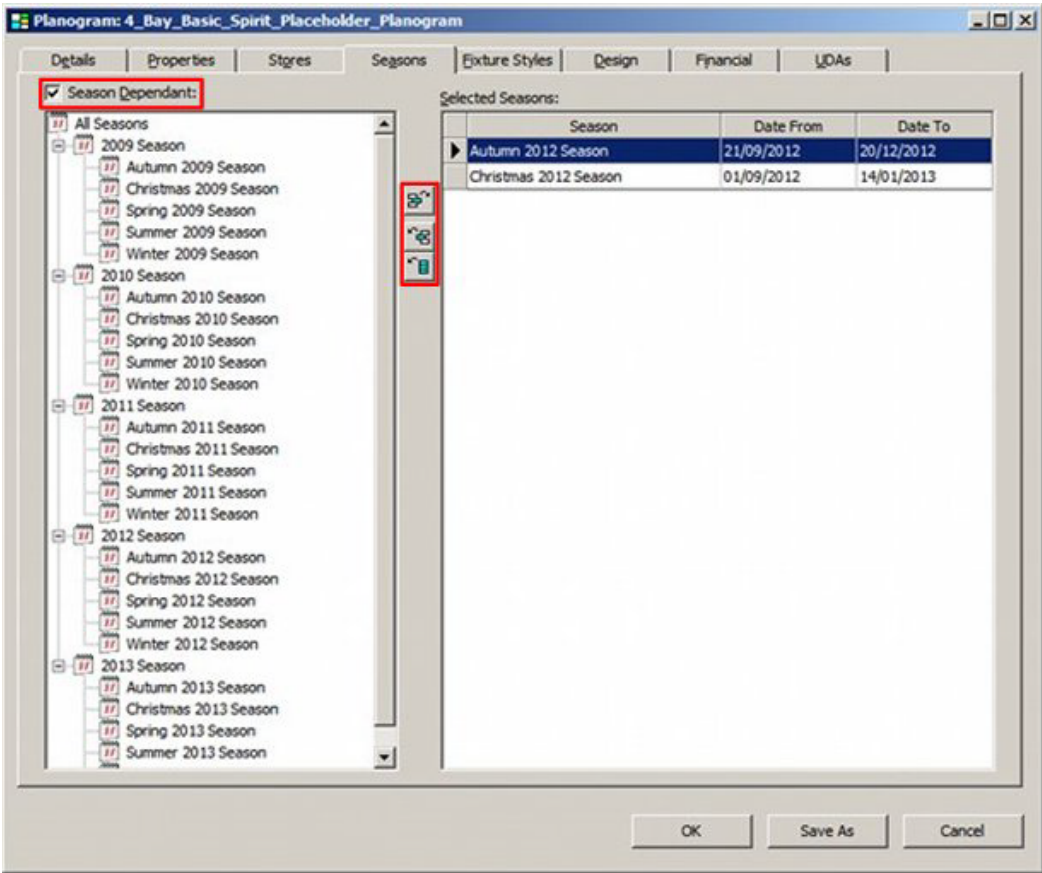 Planogram: 4_Bay_Basic_Spirit_Placeholder_Planogram
Details Properties Stores Seasons Fixture Styles Design Financial UDAs
Season Dependant:
Selected Seasons:
All Seasons
2009 Season
Autumn 2009 Season
Christmas 2009 Season
Spring 2009 Season
Summer 2009 Season
Winter 2009 Season
2010 Season
Autumn 2010 Season
Christmas 2010 Season
Spring 2010 Season
Summer 2010 Season
Winter 2010 Season
2011 Season
Autumn 2011 Season
Christmas 2011 Season
Spring 2011 Season
Summer 2011 Season
Winter 2011 Season
2012 Season
Autumn 2012 Season
Christmas 2012 Season
Spring 2012 Season
Summer 2012 Season
Winter 2012 Season
2013 Season
Autumn 2013 Season
Christmas 2013 Season
Spring 2013 Season
Summer 2013 Season
Season Date From Date To
Autumn 2012 Season 21/09/2012 20/12/2012
Christmas 2012 Season 01/09/2012 14/01/2013
OK Save As Cancel